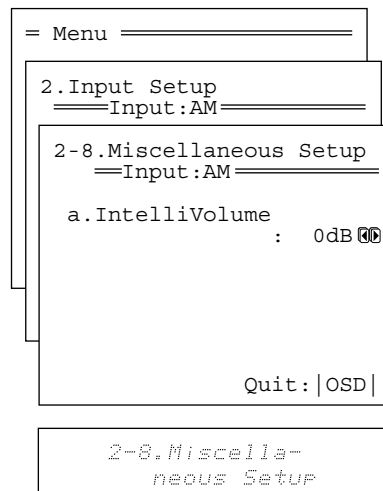 Menu
2.Input Setup
Input:AM
2-8.Miscellaneous Setup
Input:AM
a.IntelliVolume
: 0dB
Quit:|OSD|
2-8.Miscella-
neous Setup